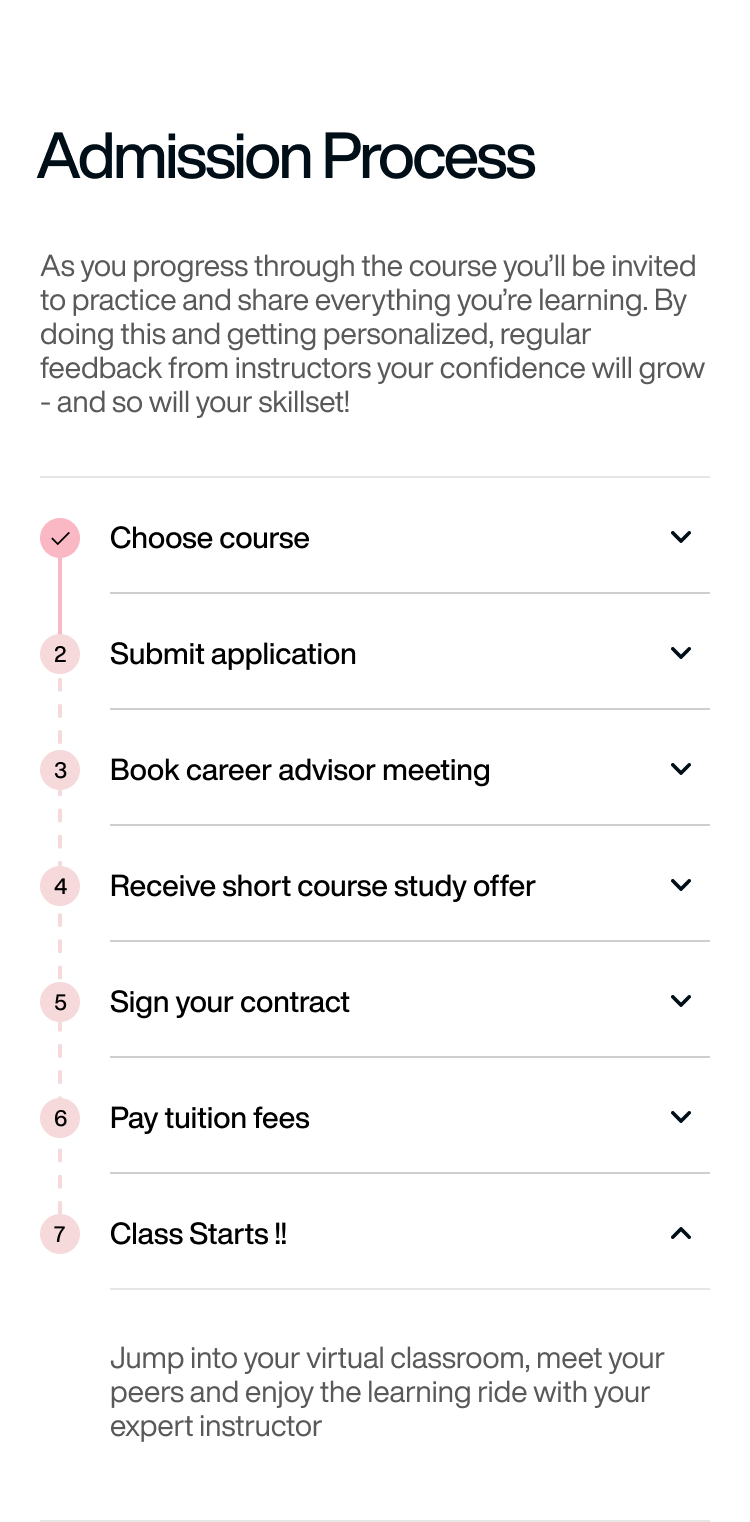 Admission Process
As you progress through the course you’ll be invited
to practice and share everything you’re learning. By
doing this and getting personalized, regular
feedback from instructors your confidence will grow
- and so will your skillset!
Choose course
2 Submit application
3 Book career advisor meeting
4 Receive short course study offer
5 Sign your contract
6 Pay tuition fees
7 Class Starts !!
Jump into your virtual classroom, meet your
peers and enjoy the learning ride with your
expert instructor